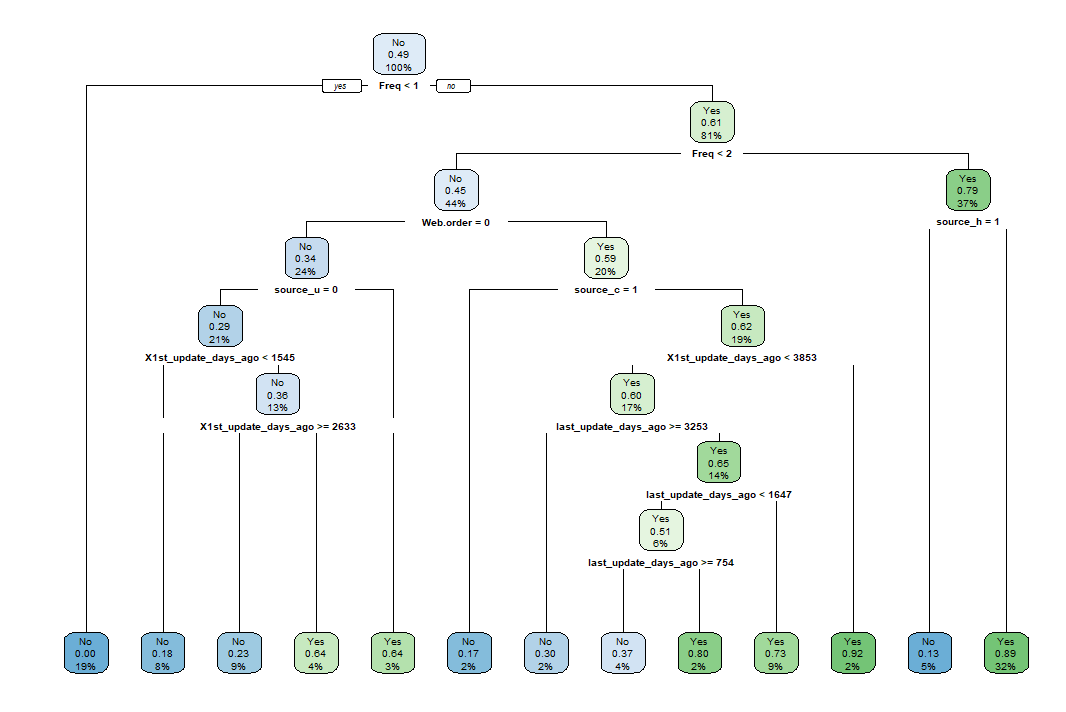 No
0.49
100%
yes Freq < 1 no
Yes
0.61
81%
Freq < 2
No
0.45
44%
Yes
0.79
37%
Web.order = 0
source_h = 1
No
0.34
24%
Yes
0.59
20%
source_u = 0
source_c = 1
No
0.29
21%
Yes
0.62
19%
X1st_update_days_ago < 1545
X1st_update_days_ago < 3853
No
0.36
13%
Yes
0.60
17%
X1st_update_days_ago >= 2633
last_update_days_ago >= 3253
Yes
0.65
14%
last_update_days_ago < 1647
Yes
0.51
6%
last_update_days_ago >= 754
No
0.00
19%
No
0.18
8%
No
0.23
9%
Yes
0.64
4%
Yes
0.64
3%
No
0.17
2%
No
0.30
2%
No
0.37
4%
Yes
0.80
2%
Yes
0.73
9%
Yes
0.92
2%
No
0.13
5%
Yes
0.89
32%